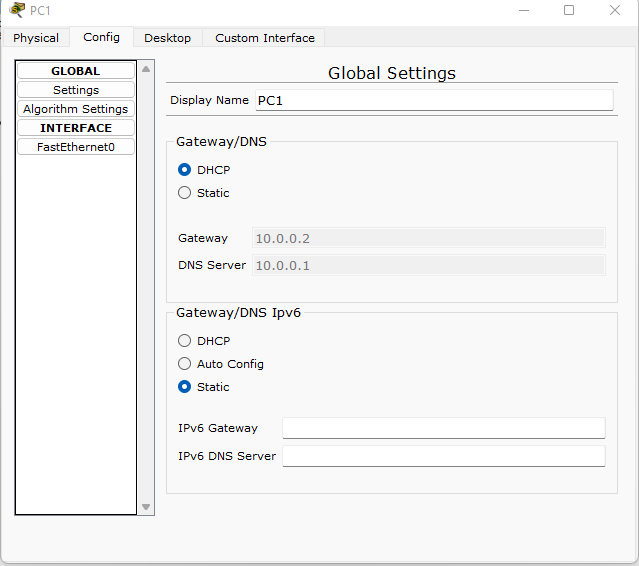 PC1
Physical
Config
Desktop
Custom Interface
GLOBAL
Settings
Algorithm Settings
INTERFACE
FastEthernet0
Global Settings
Display Name PC1
Gateway/DNS
DHCP
Static
Gateway 10.0.0.2
DNS Server 10.0.0.1
Gateway/DNS Ipv6
DHCP
Auto Config
Static
IPv6 Gateway
IPv6 DNS Server